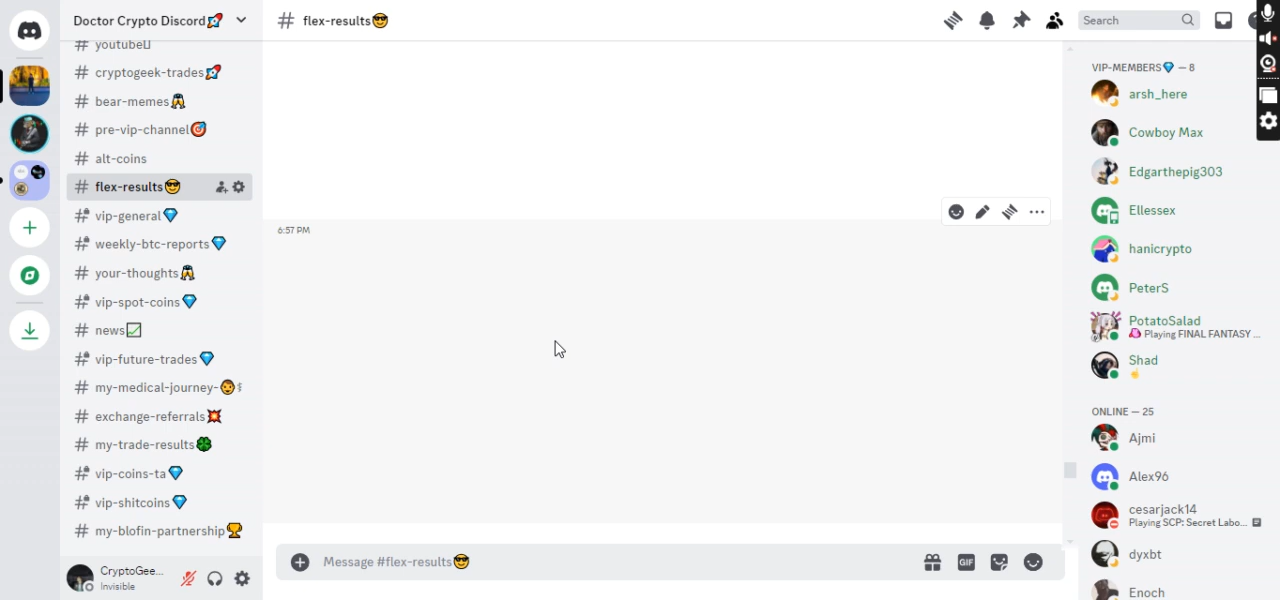 Doctor Crypto Discord🚀
# flex-results😎
Search
youtube
cryptogeek-trades🚀
bear-memes
pre-vip-channel🎯
alt-coins
flex-results😎
vip-general💎
weekly-btc-reports💎
your-thoughts
vip-spot-coins💎
news
vip-future-trades💎
my-medical-journey-
exchange-referrals💥
my-trade-results🍀
vip-coins-ta💎
vip-shitcoins💎
my-blofin-partnership🏆
CryptoGee...
Invisible
6:57 PM
Message #flex-results😎
GIF
VIP-MEMBERS💎 — 8
arsh_here
Cowboy Max
Edgarthepig303
Ellessex
hanicrypto
PeterS
PotatoSalad
Playing FINAL FANTASY ...
Shad
ONLINE — 25
Ajmi
Alex96
cesarjack14
Playing SCP: Secret Labo...
dyxbt
Enoch